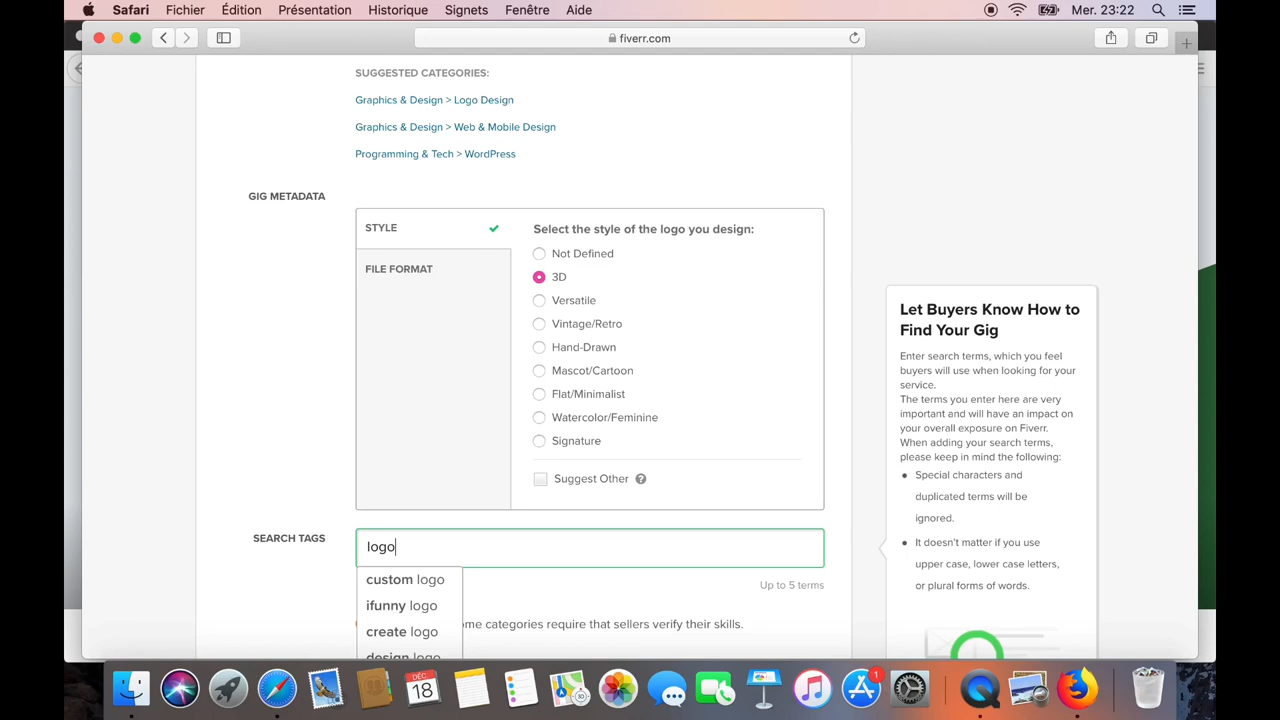 Safari Fichier Édition Présentation Historique Signets Fenêtre Aide Mer. 23:22
fiverr.com
SUGGESTED CATEGORIES:
Graphics & Design > Logo Design
Graphics & Design > Web & Mobile Design
Programming & Tech > WordPress
GIG METADATA
STYLE
FILE FORMAT
Select the style of the logo you design:
Not Defined
3D
Versatile
Vintage/Retro
Hand-Drawn
Mascot/Cartoon
Flat/Minimalist
Watercolor/Feminine
Signature
Suggest Other ?
SEARCH TAGS
logo
custom logo
ifunny logo
create logo
design logo
Up to 5 terms
ome categories require that sellers verify their skills.
Let Buyers Know How to
Find Your Gig
Enter search terms, which you feel
buyers will use when looking for your
service.
The terms you enter here are very
important and will have an impact on
your overall exposure on Fiverr.
When adding your search terms,
please keep in mind the following:
Special characters and
duplicated terms will be
ignored.
It doesn't matter if you use
upper case, lower case letters,
or plural forms of words.
DÉC
18
1